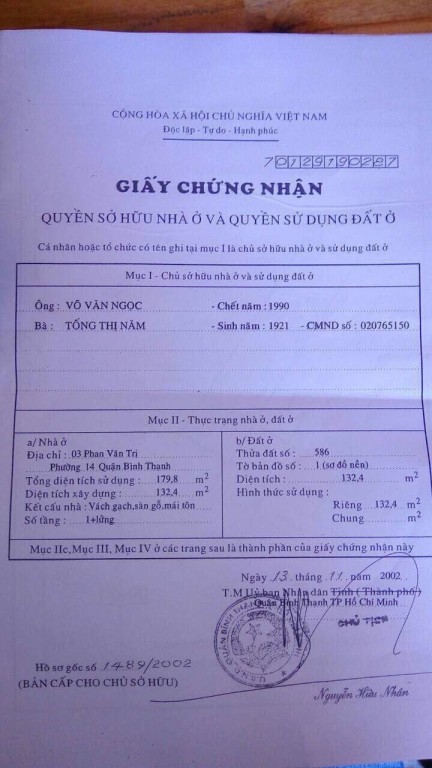 CỘNG HÒA XÃ HỘI CHỦ NGHĨA VIỆT NAM
Độc lập - Tự do - Hạnh phúc
70129190287
GIẤY CHỨNG NHẬN
QUYỀN SỞ HỮU NHÀ Ở VÀ QUYỀN SỬ DỤNG ĐẤT Ở
Cá nhân hoặc tổ chức có tên ghi tại mục I là chủ sở hữu nhà ở và sử dụng đất ở
Mục I - Chủ sở hữu nhà ở và sử dụng đất ở
Ông : VÕ VĂN NGỌC - Chết năm : 1990
Bà : TỐNG THỊ NĂM - Sinh năm : 1921 - CMND số : 020765150
Mục II - Thực trạng nhà ở, đất ở
a/ Nhà ở
Địa chỉ : 03 Phan Văn Trị
Phường 14 Quận Bình Thạnh
Tổng diện tích sử dụng : 179,8 m²
Diện tích xây dựng : 132,4 m²
Kết cấu nhà : Vách gạch,sàn gỗ,mái tôn
Số tầng : 1+lửng
b/ Đất ở
Thửa đất số : 586
Tờ bản đồ số : 1 (sơ đồ nền)
Diện tích : 132,4 m²
Hình thức sử dụng :
Riêng 132,4 m²
Chung m²
Mục IIc, Mục III, Mục IV ở các trang sau là thành phần của giấy chứng nhận này
Ngày 13 tháng 11 năm 2002
T.M Uỷ ban Nhân dân Tỉnh ( Thành phố )
Quận Bình Thạnh TP Hồ Chí Minh
CHỦ TỊCH
Hồ sơ gốc số 1489/2002
(BẢN CẤP CHO CHỦ SỞ HỮU)
Nguyễn Hữu Nhân